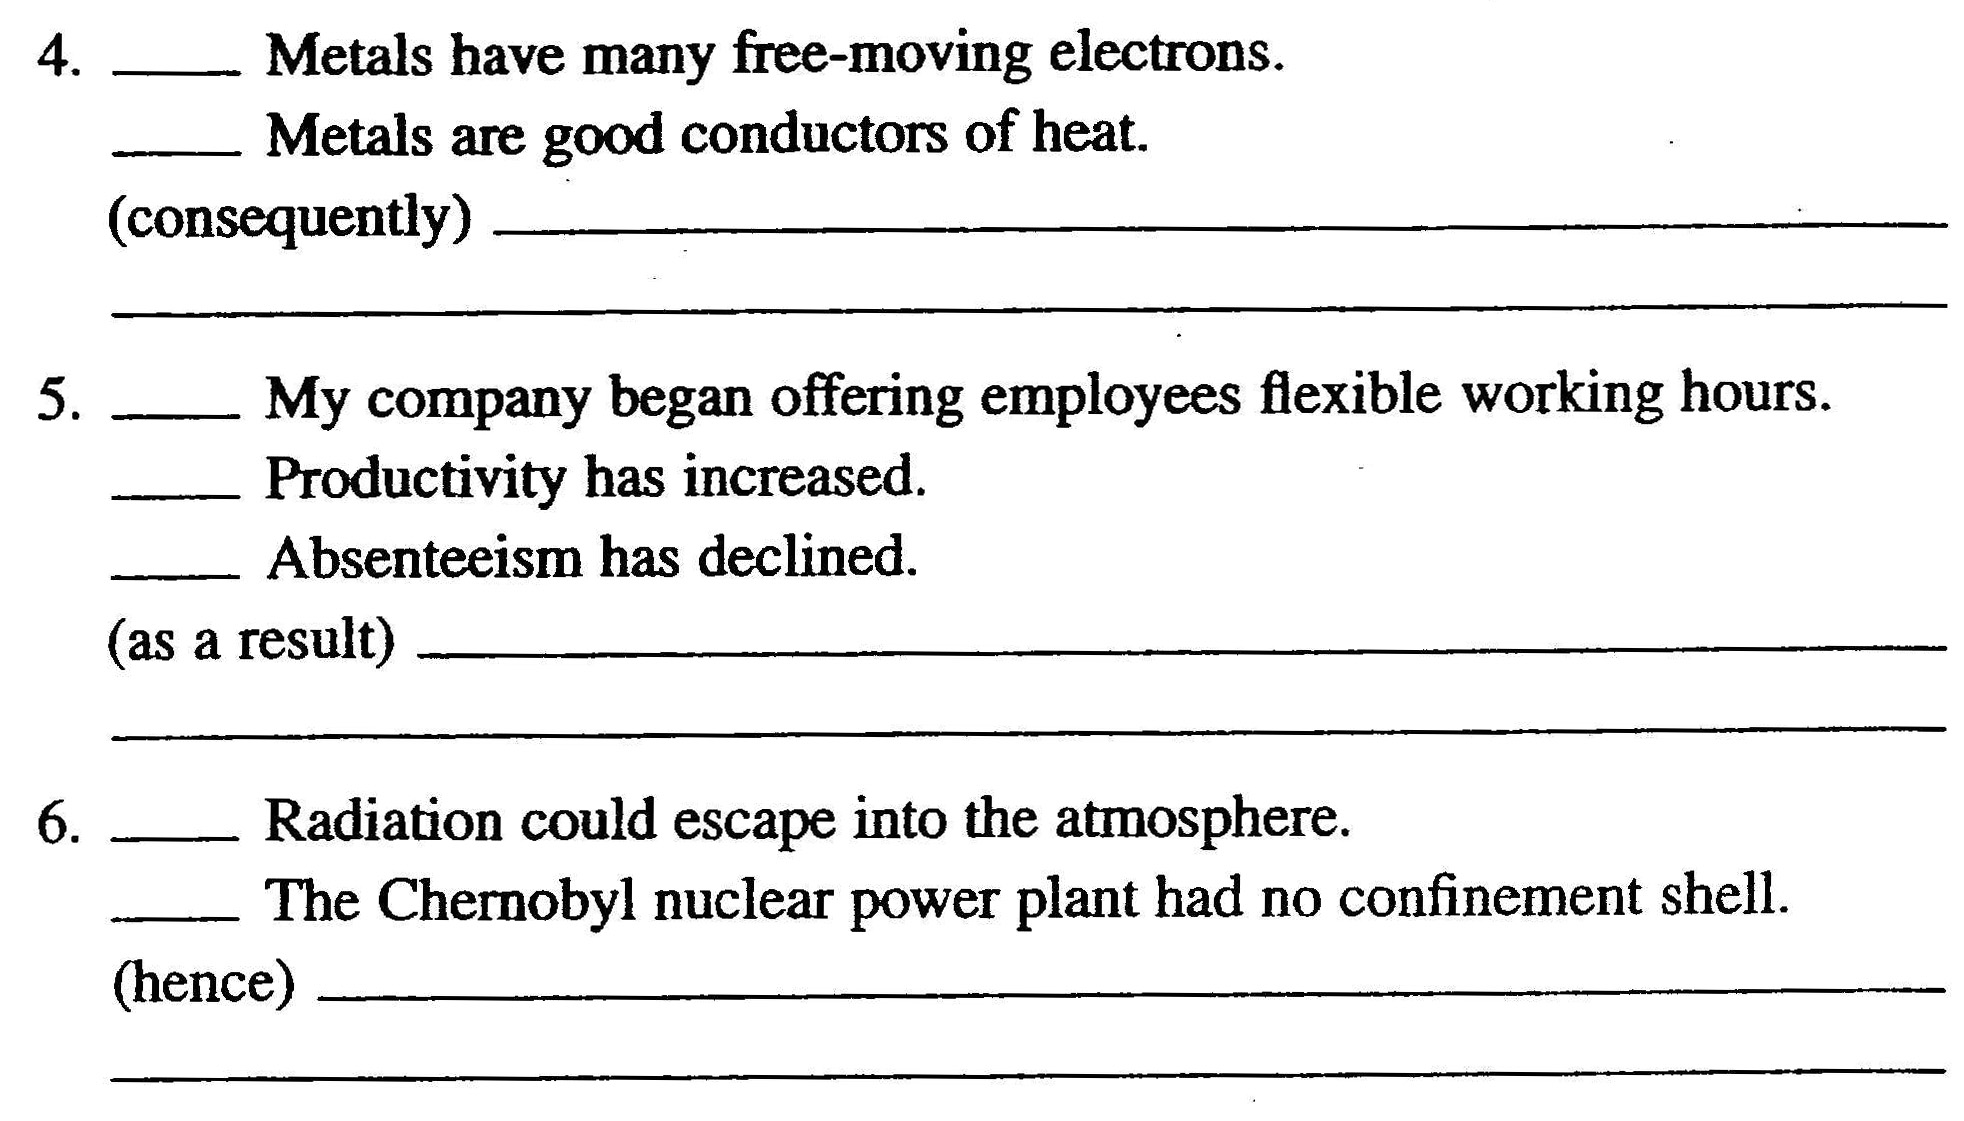 4. ____ Metals have many free-moving electrons.
____ Metals are good conductors of heat.
(consequently) ____
5. ____ My company began offering employees flexible working hours.
____ Productivity has increased.
____ Absenteeism has declined.
(as a result) ____
6. ____ Radiation could escape into the atmosphere.
____ The Chernobyl nuclear power plant had no confinement shell.
(hence) ____